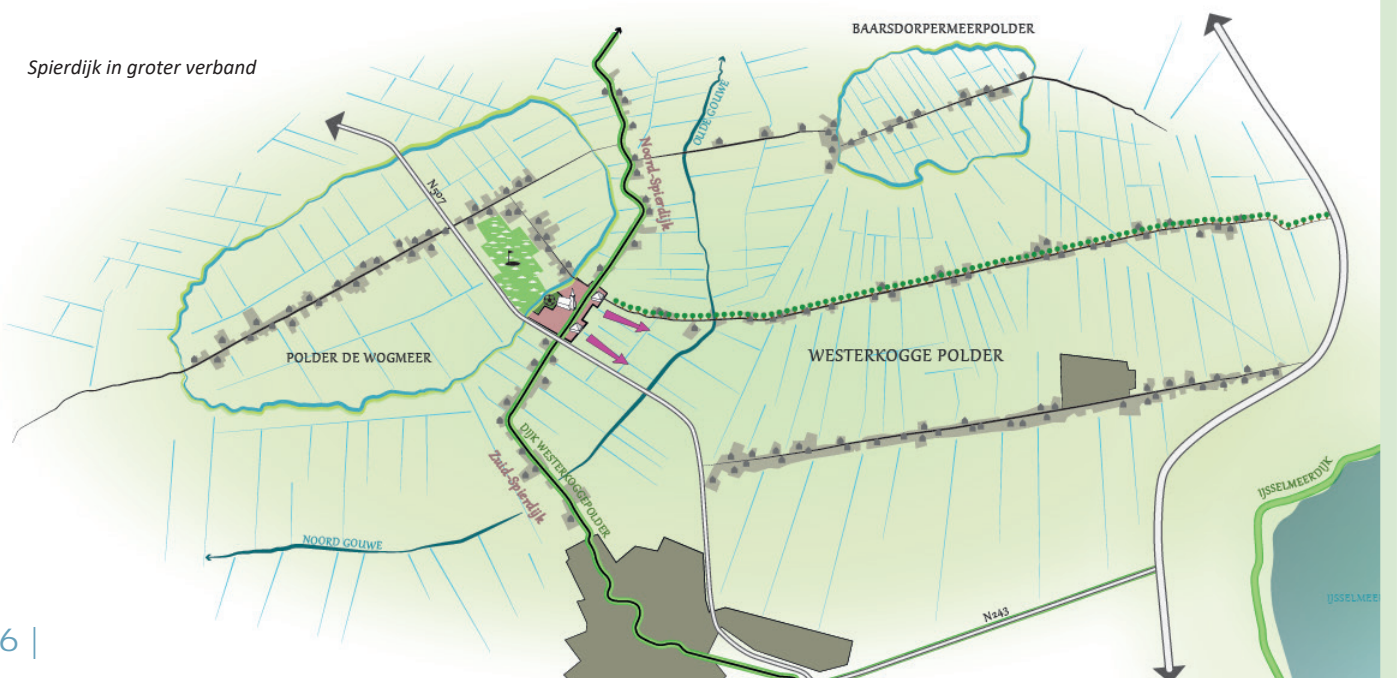 BAARSDORPERMEERPOLDER
Spierdijk in groter verband
OUDE GOUWE
Noord-Spierdijk
N507
POLDER DE WOGMEER
WESTERKOGGE POLDER
DIJK WESTERKOGGEPOLDER
Zuid-Spierdijk
IJSSELMEERDIJK
NOORD GOUWE
IJSSELMEE
N243
6 |